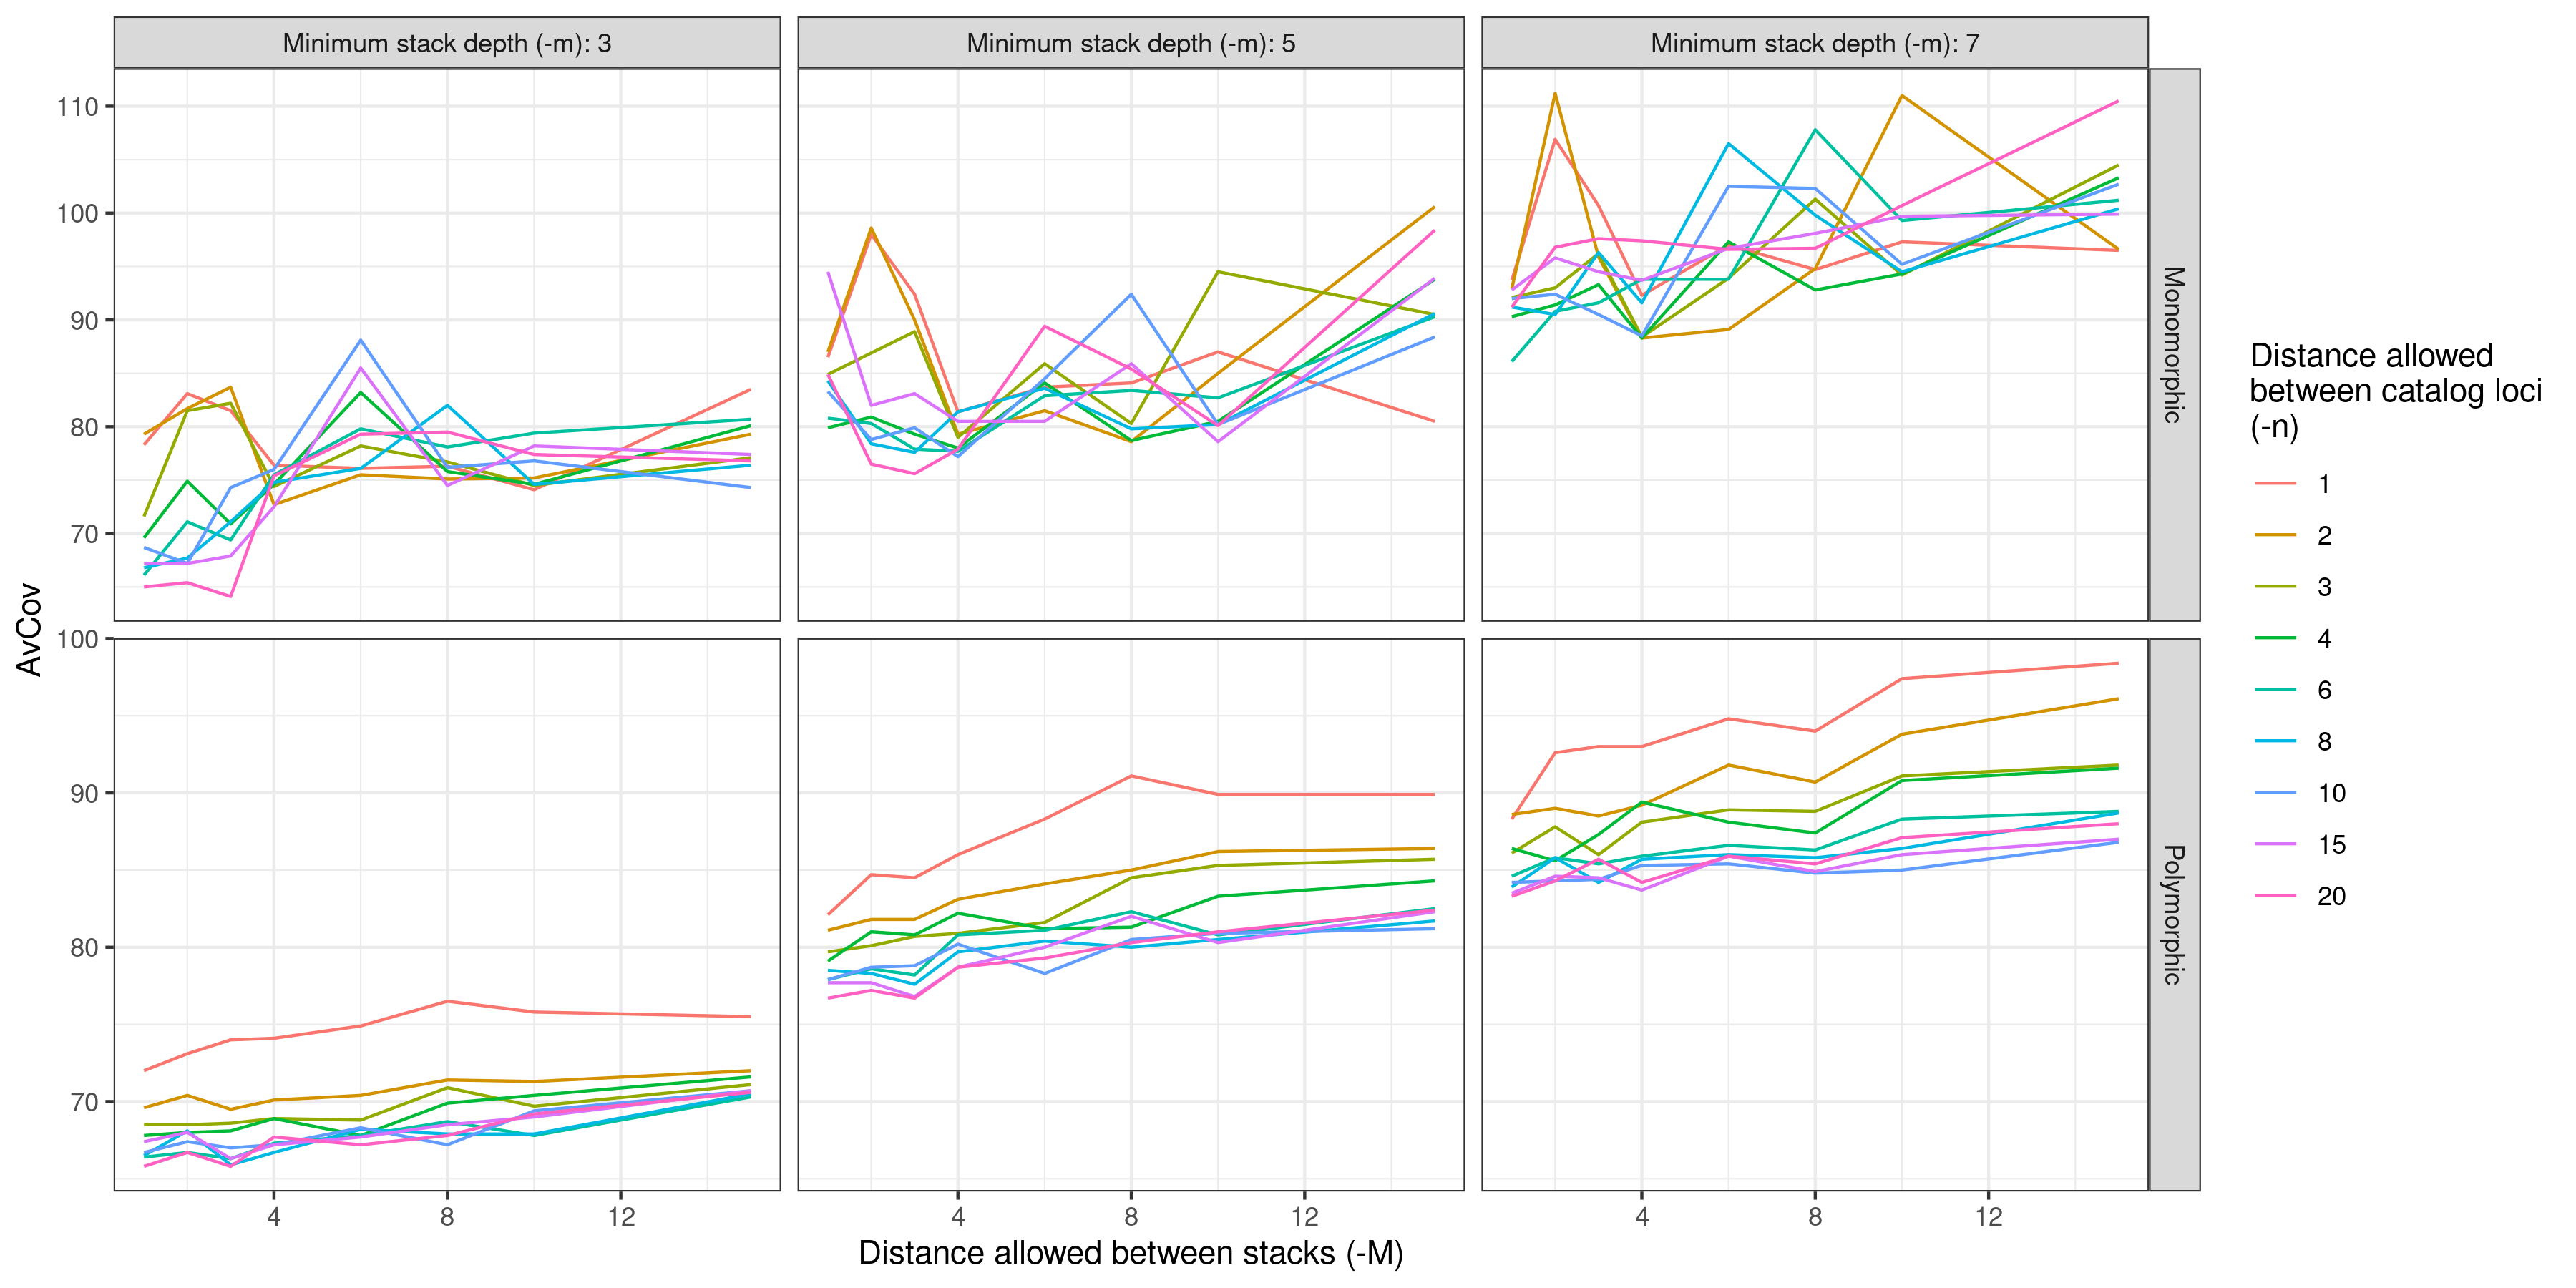 Minimum stack depth (-m): 3
Minimum stack depth (-m): 5
Minimum stack depth (-m): 7
110
100
90
80
70
Monomorphic
100
90
80
70
Polymorphic
AvCov
4
8
12
4
8
12
4
8
12
Distance allowed between stacks (-M)
Distance allowed
between catalog loci
(-n)
1
2
3
4
6
8
10
15
20